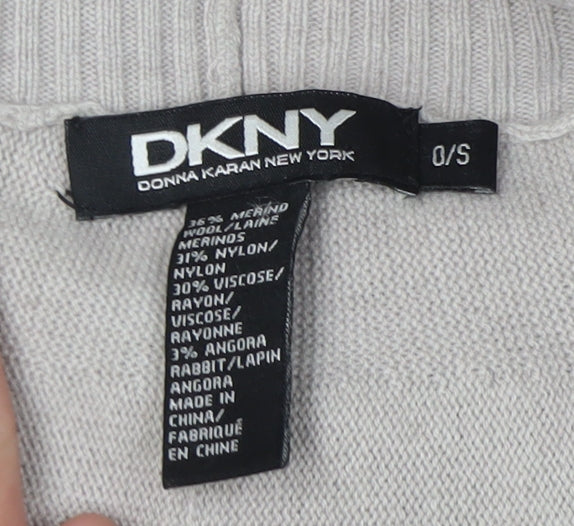 DKNY
DONNA KARAN NEW YORK
O/S
36% MERINO
WOOL/LAINE
MERINOS
31% NYLON/
NYLON
30% VISCOSE/
RAYON/
VISCOSE/
RAYONNE
3% ANGORA
RABBIT/LAPIN
ANGORA
MADE IN
CHINA/
FABRIQUÉ
EN CHINE